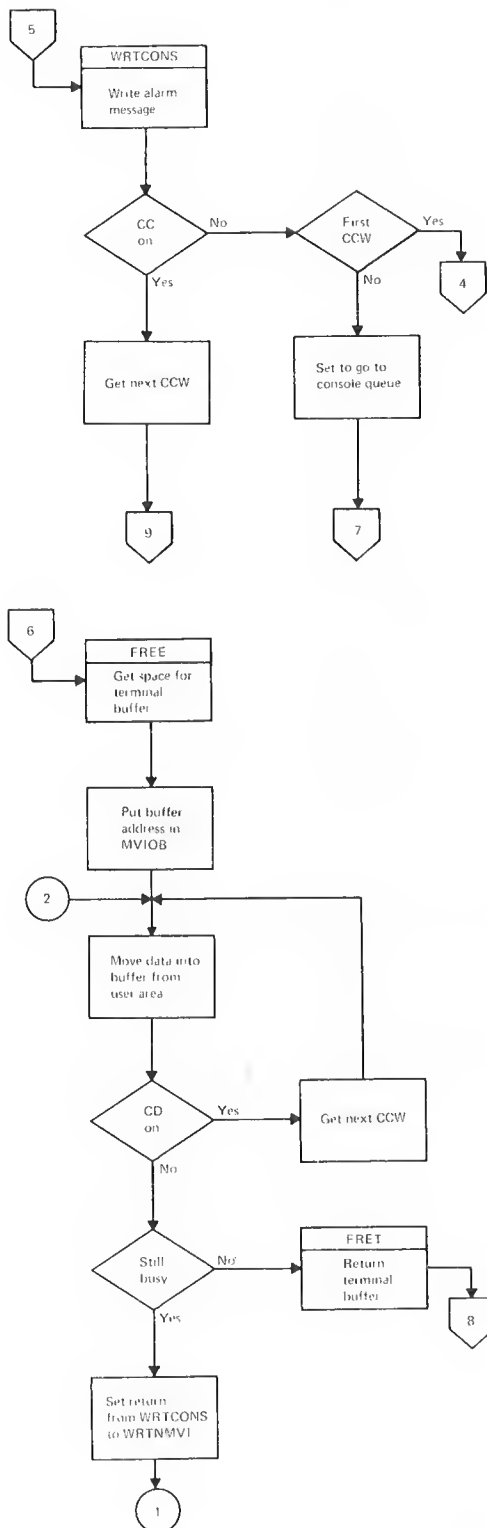 5
WRTCONS
Write alarm
message
CC
on
No
First
CCW
Yes
4
Yes
No
Get next CCW
Set to go to
console queue
9
7
6
FREE
Get space for
terminal
buffer
Put buffer
address in
MVIOB
2
Move data into
buffer from
user area
CD
on
Yes
Get next CCW
No
Still
busy
No
FRET
Return
terminal
buffer
8
Yes
Set return
from WRTCONS
to WRTNMVI
1